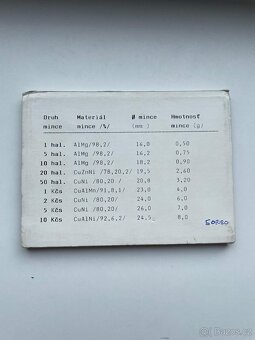 Druh Materiál Ø mince Hmotnosť
mince mince /%/ (mm) mince (g)
1 hal. AlMg/98,2/ 16,0 0,50
5 hal. AlMg/98,2/ 16,2 0,75
10 hal. AlMg/98,2/ 18,2 0,90
20 hal. CuZnNi /78,20,2/ 19,5 2,60
50 hal. CuNi /80,20/ 20,8 3,20
1 Kčs CuAlMn/91,8,1/ 23,0 4,0
2 Kčs CuNi /80,20/ 24,0 6,0
5 Kčs CuNi /80,20/ 26,0 7,0
10 Kčs CuAlNi/92,6,2/ 24,5 8,0
Bazoš.cz